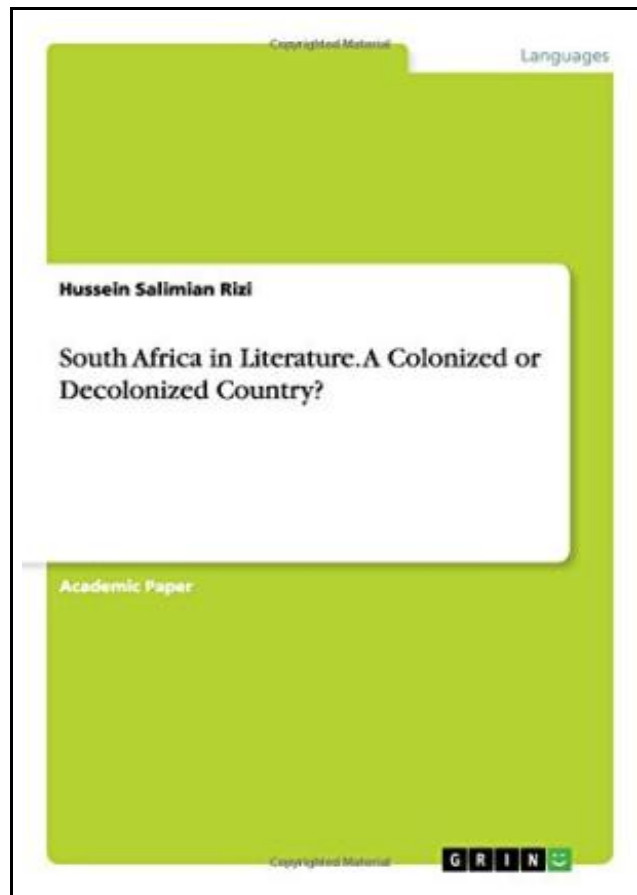 Copyrighted Material
Languages
Hussein Salimian Rizi
South Africa in Literature. A Colonized or
Decolonized Country?
Academic Paper
Copyrighted Material
GRIN